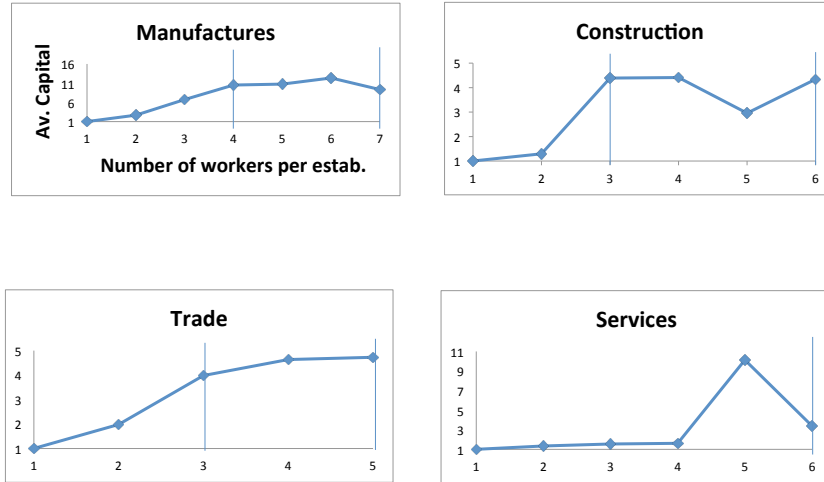 Manufactures
Av. Capital
16
11
6
1
1 2 3 4 5 6 7
Number of workers per estab.
Construction
5
4
3
2
1
1 2 3 4 5 6
Trade
5
4
3
2
1
1 2 3 4 5
Services
11
9
7
5
3
1
1 2 3 4 5 6